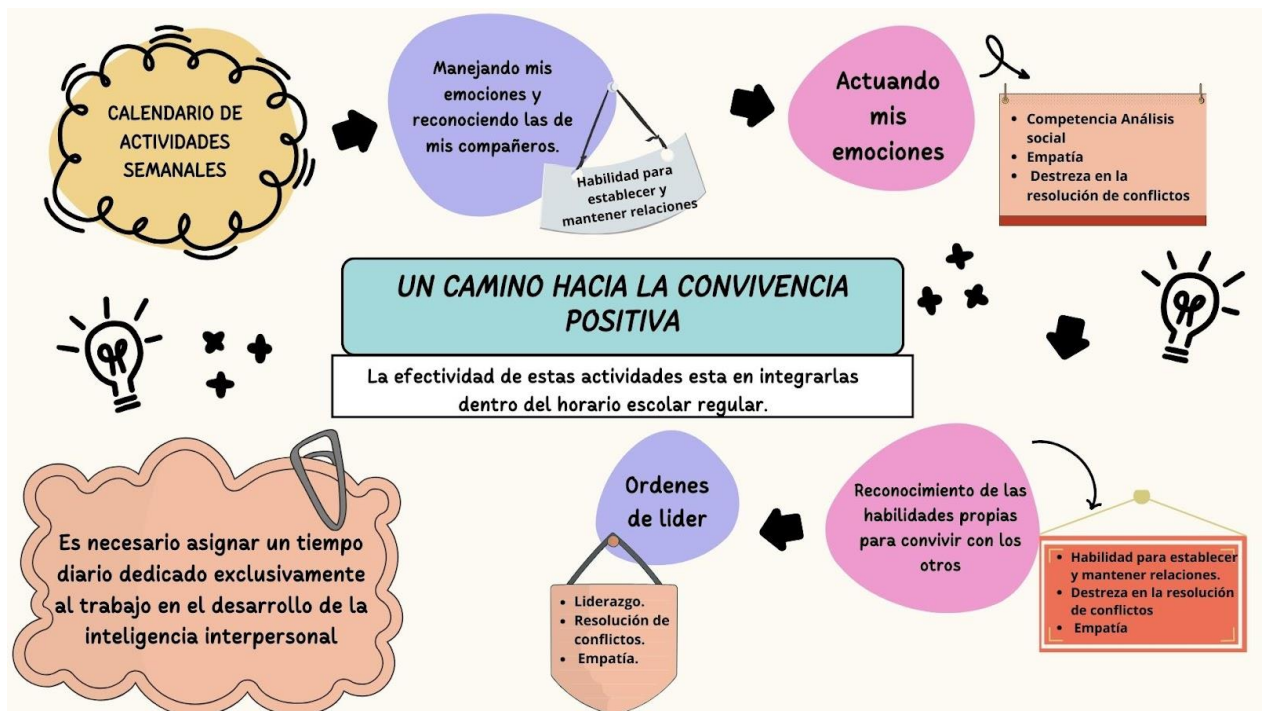 CALENDARIO DE
ACTIVIDADES
SEMANALES
Manejando mis
emociones y
reconociendo las de
mis compañeros.
Habilidad para
establecer y
mantener relaciones
Actuando
mis
emociones
• Competencia Análisis
social
• Empatía
• Destreza en la
resolución de conflictos
UN CAMINO HACIA LA CONVIVENCIA
POSITIVA
La efectividad de estas actividades esta en integrarlas
dentro del horario escolar regular.
Reconocimiento de las
habilidades propias
para convivir con los
otros
• Habilidad para establecer
y mantener relaciones.
• Destreza en la resolución
de conflictos
• Empatía
Ordenes
de lider
• Liderazgo.
• Resolución de
conflictos.
• Empatía.
Es necesario asignar un tiempo
diario dedicado exclusivamente
al trabajo en el desarrollo de la
inteligencia interpersonal